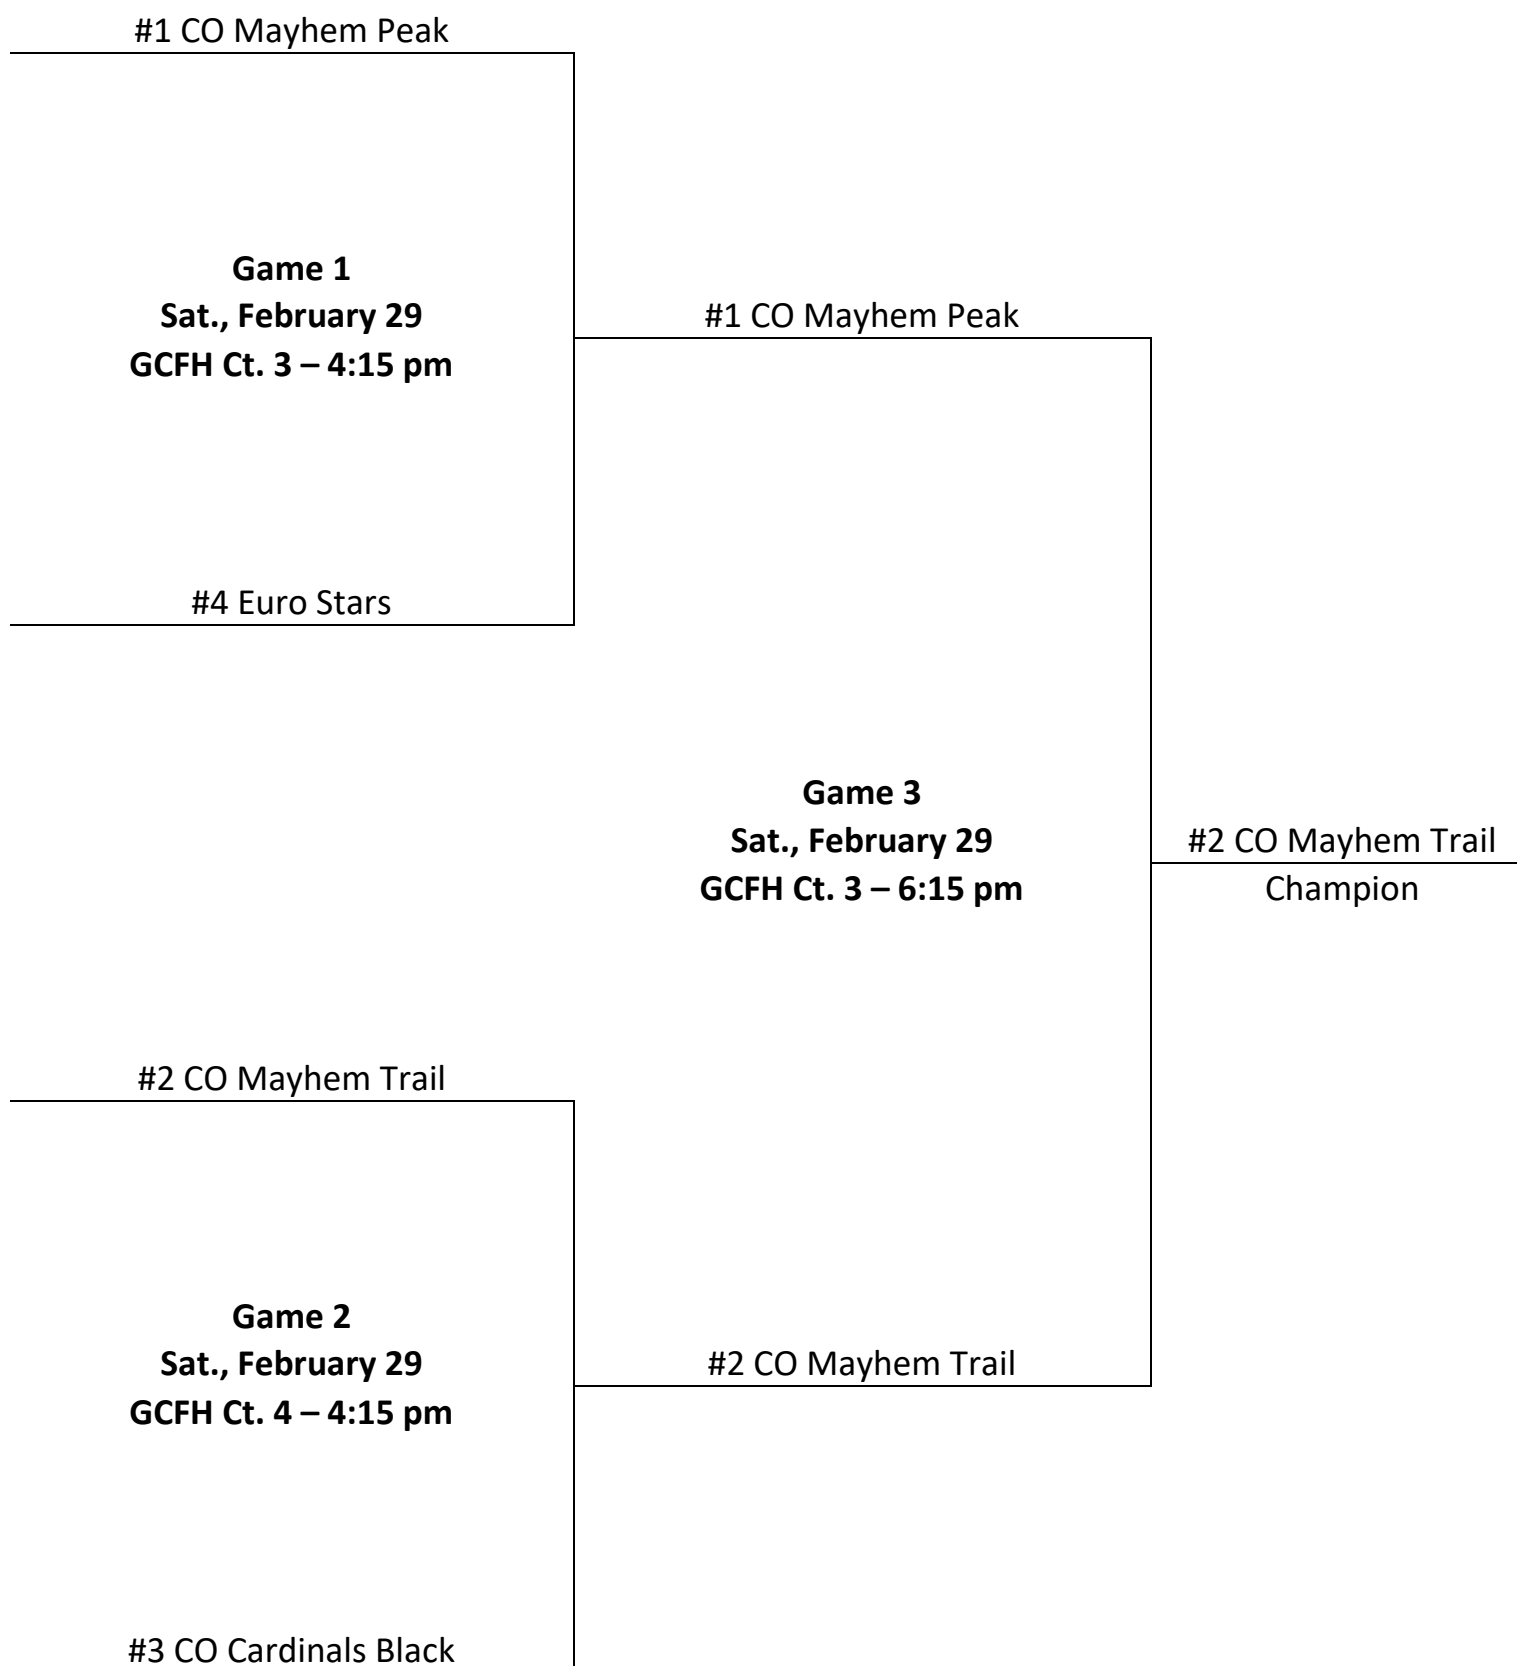 #1 CO Mayhem Peak
Game 1
Sat., February 29
GCFH Ct. 3 – 4:15 pm
#1 CO Mayhem Peak
#4 Euro Stars
Game 3
Sat., February 29
GCFH Ct. 3 – 6:15 pm
#2 CO Mayhem Trail
Champion
#2 CO Mayhem Trail
Game 2
Sat., February 29
GCFH Ct. 4 – 4:15 pm
#2 CO Mayhem Trail
#3 CO Cardinals Black